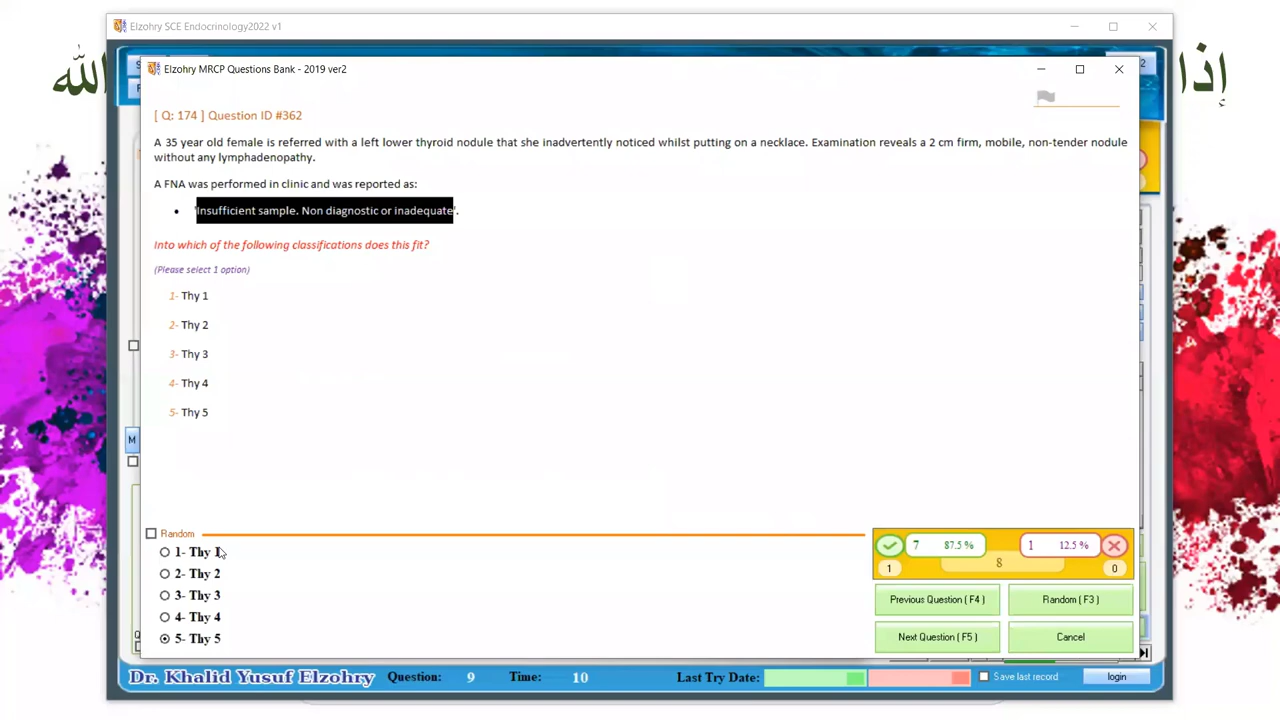 Elzohry SCE Endocrinology2022 v1
الله
إذا
Elzohry MRCP Questions Bank - 2019 ver2
[ Q: 174 ] Question ID #362
A 35 year old female is referred with a left lower thyroid nodule that she inadvertently noticed whilst putting on a necklace. Examination reveals a 2 cm firm, mobile, non-tender nodule
without any lymphadenopathy.
A FNA was performed in clinic and was reported as:
• 'Insufficient sample. Non diagnostic or inadequate'.
Into which of the following classifications does this fit?
(Please select 1 option)
1- Thy 1
2- Thy 2
3- Thy 3
4- Thy 4
5- Thy 5
M
Random
1- Thy 1
2- Thy 2
3- Thy 3
4- Thy 4
5- Thy 5
7 87.5 % 1 12.5 %
1 8 0
Previous Question ( F4 ) Random ( F3 )
Next Question ( F5 ) Cancel
Dr. Khalid Yusuf Elzohry Question: 9 Time: 10 Last Try Date: Save last record login